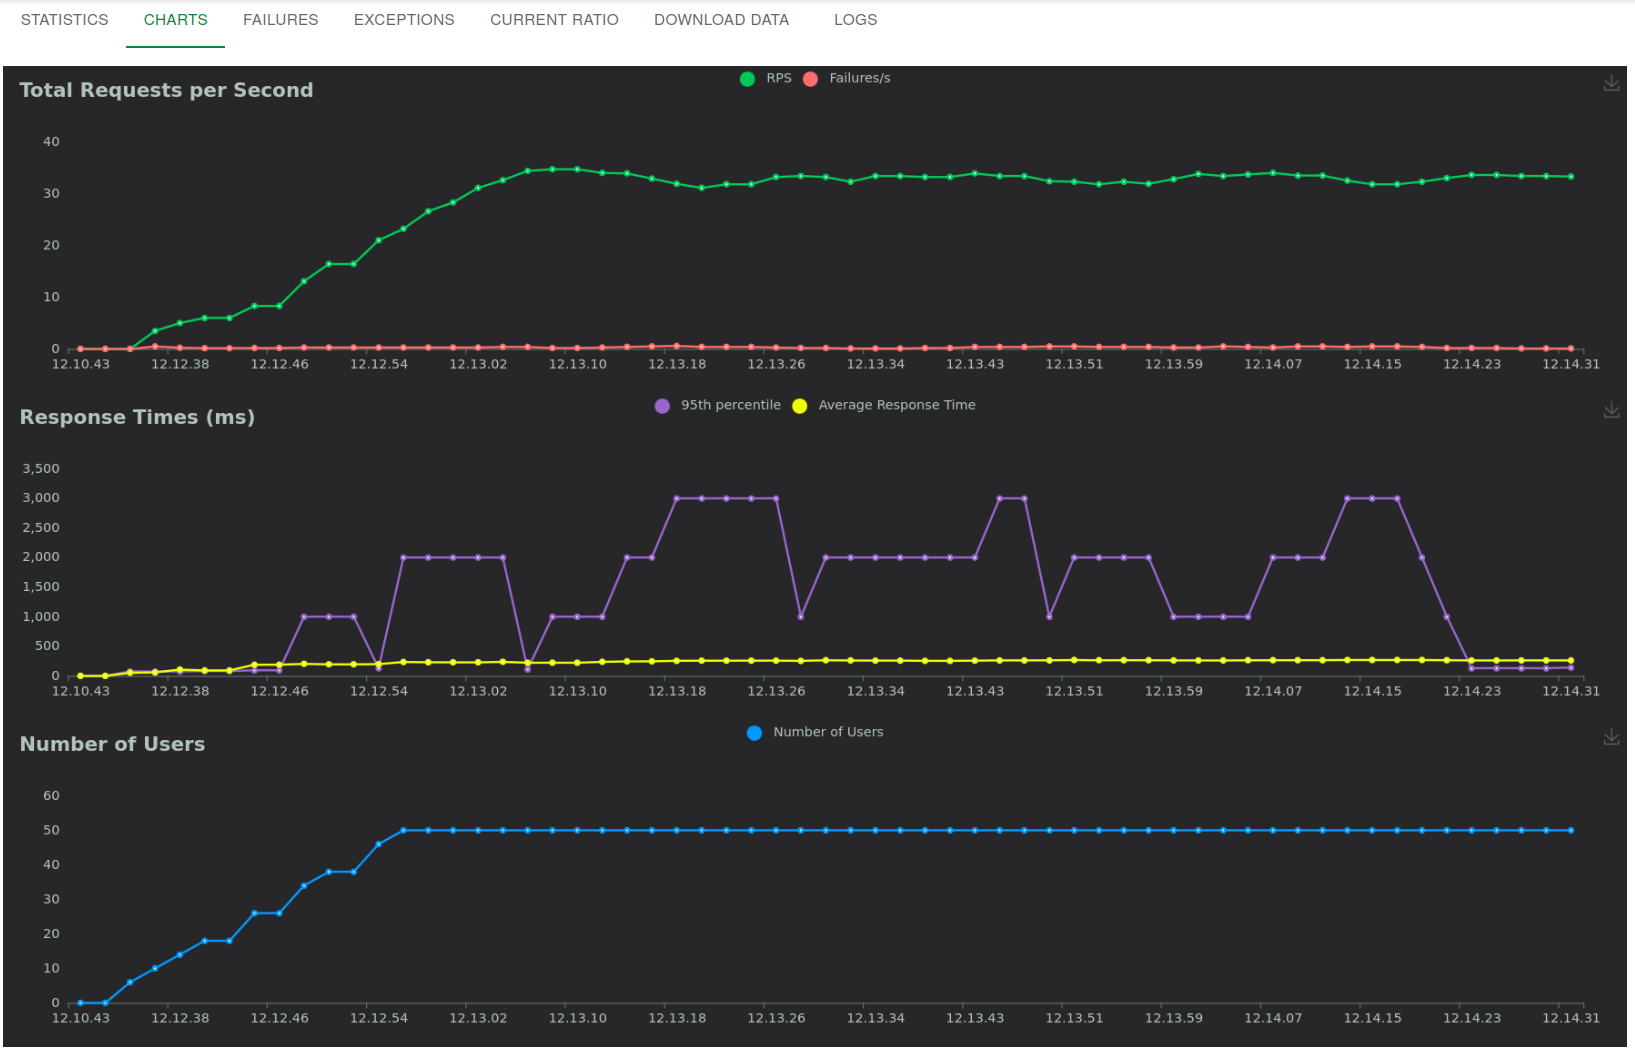 STATISTICS CHARTS FAILURES EXCEPTIONS CURRENT RATIO DOWNLOAD DATA LOGS
Total Requests per Second
RPS Failures/s
40
30
20
10
0
12.10.43 12.12.38 12.12.46 12.12.54 12.13.02 12.13.10 12.13.18 12.13.26 12.13.34 12.13.43 12.13.51 12.13.59 12.14.07 12.14.15 12.14.23 12.14.31
Response Times (ms)
95th percentile Average Response Time
3,500
3,000
2,500
2,000
1,500
1,000
500
0
12.10.43 12.12.38 12.12.46 12.12.54 12.13.02 12.13.10 12.13.18 12.13.26 12.13.34 12.13.43 12.13.51 12.13.59 12.14.07 12.14.15 12.14.23 12.14.31
Number of Users
Number of Users
60
50
40
30
20
10
0
12.10.43 12.12.38 12.12.46 12.12.54 12.13.02 12.13.10 12.13.18 12.13.26 12.13.34 12.13.43 12.13.51 12.13.59 12.14.07 12.14.15 12.14.23 12.14.31